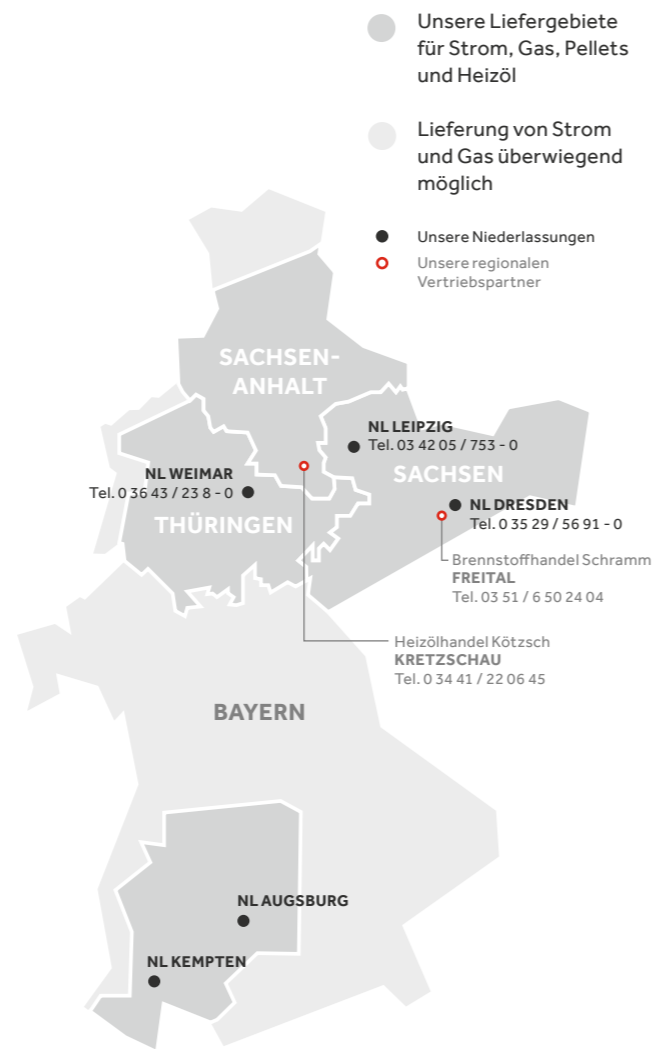 Unsere Liefergebiete
für Strom, Gas, Pellets
und Heizöl
Lieferung von Strom
und Gas überwiegend
möglich
Unsere Niederlassungen
Unsere regionalen
Vertriebspartner
SACHSEN-
ANHALT
NL LEIPZIG
Tel. 03 42 05 / 753 - 0
SACHSEN
NL WEIMAR
Tel. 0 36 43 / 23 8 - 0
THÜRINGEN
NL DRESDEN
Tel. 0 35 29 / 56 91 - 0
Brennstoffhandel Schramm
FREITAL
Tel. 03 51 / 6 50 24 04
Heizölhandel Kötzsch
KRETZSCHAU
Tel. 0 34 41 / 22 06 45
BAYERN
NL AUGSBURG
NL KEMPTEN